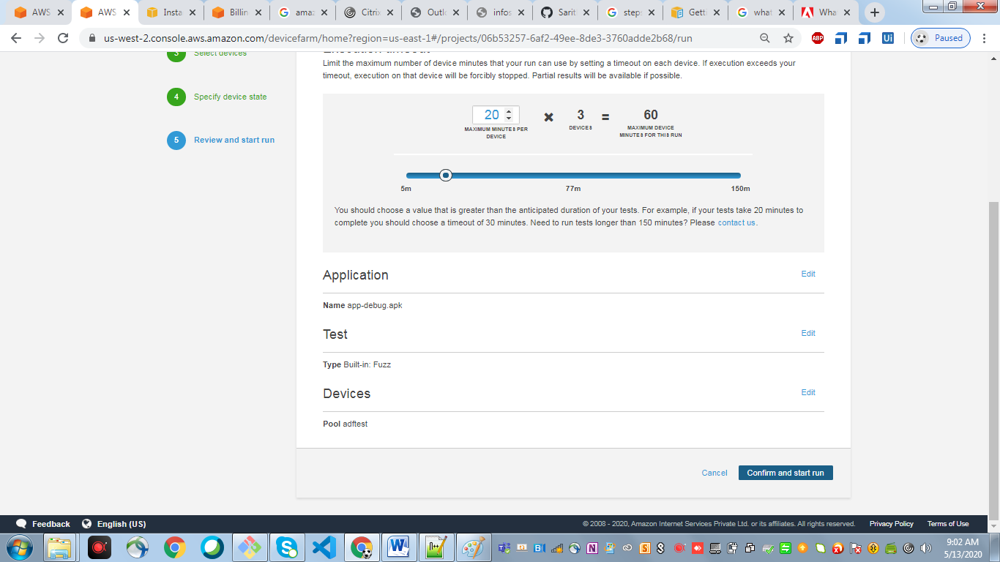 AWS
AWS
Insta
Billin
amaz
Citrix
Outlo
infos
Sarit
steps
Gett
what
Wha
us-west-2.console.aws.amazon.com/devicefarm/home?region=us-east-1#/projects/06b53257-6af2-49ee-8de3-3760adde2b68/run
ABP
Ui
Paused
3 Select devices
4 Specify device state
5 Review and start run
Execution timeout
Limit the maximum number of device minutes that your run can use by setting a timeout on each device. If execution exceeds your
timeout, execution on that device will be forcibly stopped. Partial results will be available if possible.
20 × 3 = 60
MAXIMUM MINUTES PER
DEVICE
DEVICES
MAXIMUM DEVICE
MINUTES FOR THIS RUN
5m 77m 150m
You should choose a value that is greater than the anticipated duration of your tests. For example, if your tests take 20 minutes to
complete you should choose a timeout of 30 minutes. Need to run tests longer than 150 minutes? Please contact us.
Application Edit
Name app-debug.apk
Test Edit
Type Built-in: Fuzz
Devices Edit
Pool adftest
Cancel Confirm and start run
Feedback English (US)
© 2008 - 2020, Amazon Internet Services Private Ltd. or its affiliates. All rights reserved. Privacy Policy Terms of Use
9:02 AM
5/13/2020